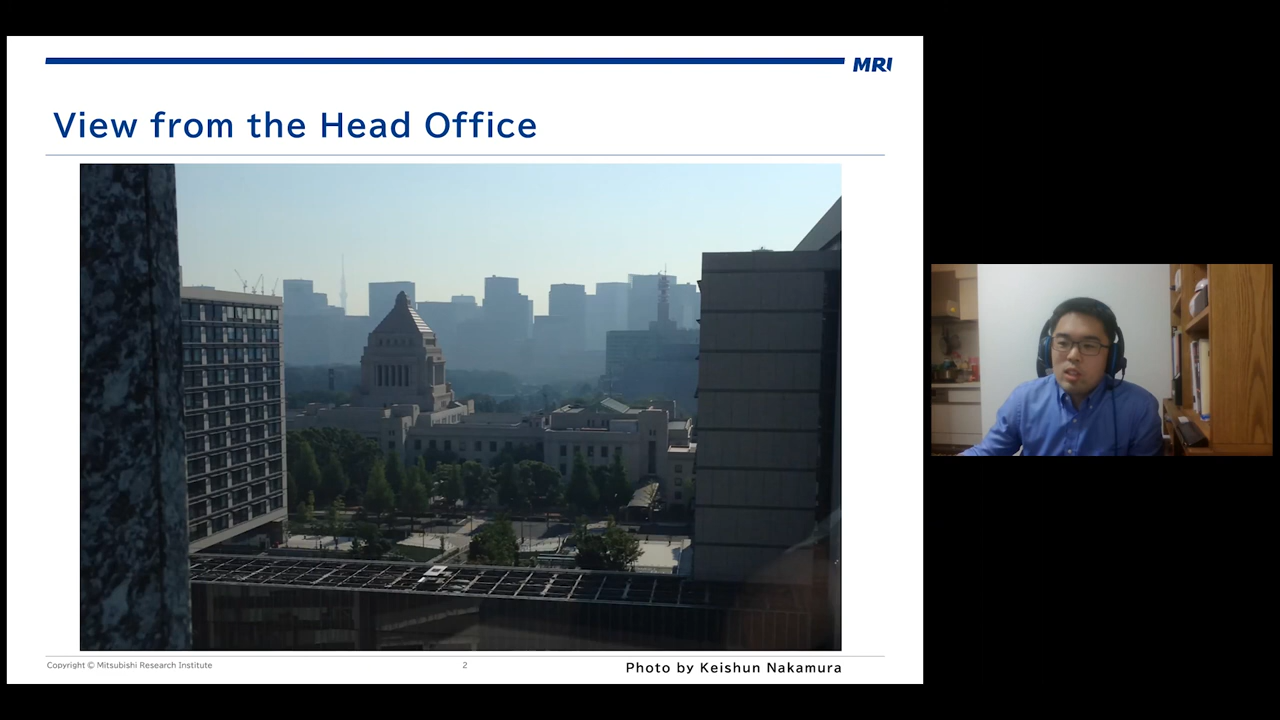 MRI
View from the Head Office
Copyright © Mitsubishi Research Institute
2
Photo by Keishun Nakamura